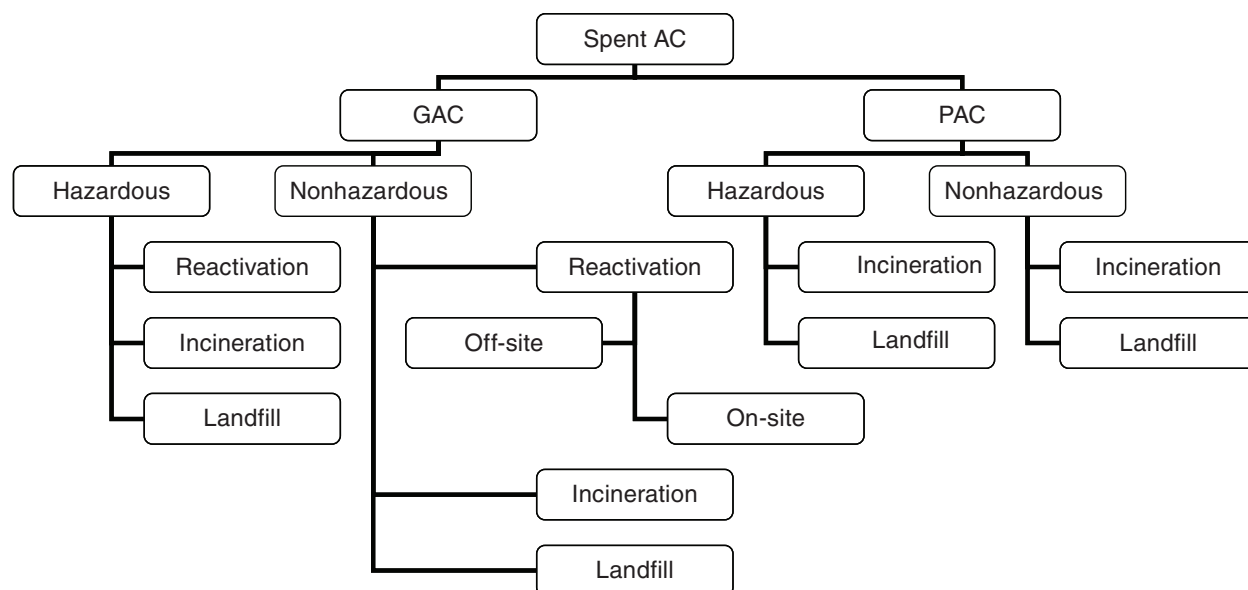 Spent AC
GAC
PAC
Hazardous
Nonhazardous
Hazardous
Nonhazardous
Reactivation
Reactivation
Incineration
Incineration
Incineration
Off-site
Landfill
Landfill
Landfill
On-site
Incineration
Landfill